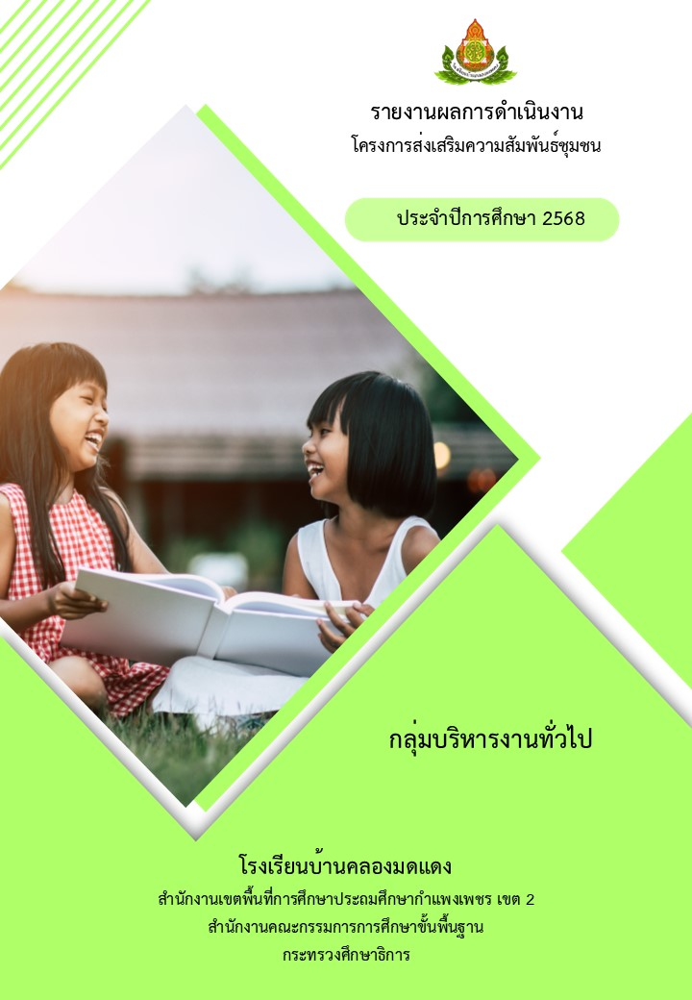 รายงานผลการดำเนินงาน
โครงการส่งเสริมความสัมพันธ์ชุมชน
ประจำปีการศึกษา 2568
กลุ่มบริหารงานทั่วไป
โรงเรียนบ้านคลองมดแดง
สำนักงานเขตพื้นที่การศึกษาประถมศึกษากำแพงเพชร เขต 2
สำนักงานคณะกรรมการการศึกษาขั้นพื้นฐาน
กระทรวงศึกษาธิการ